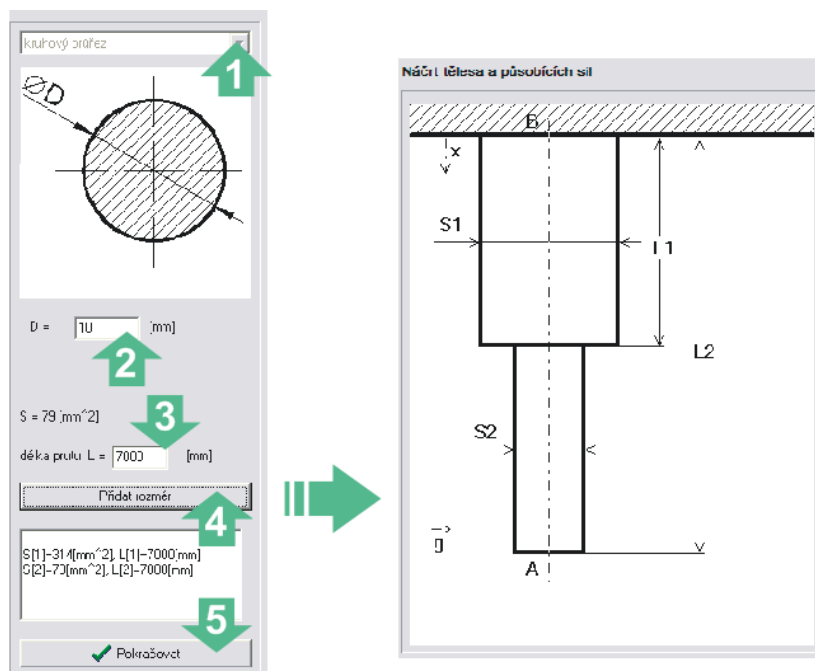 kruhový průřez
1
ØD
D = 10 [mm]
2
3
S = 79 [mm^2]
délka prutu L = 7000 [mm]
Přidat rozměr
4
S[1]=314[mm^2], L[1]=7000[mm]
S[2]=79[mm^2], L[2]=7000[mm]
5
Pokračovat
Náčrt tělesa a působících sil
B
x
S1
L1
L2
S2
g
A